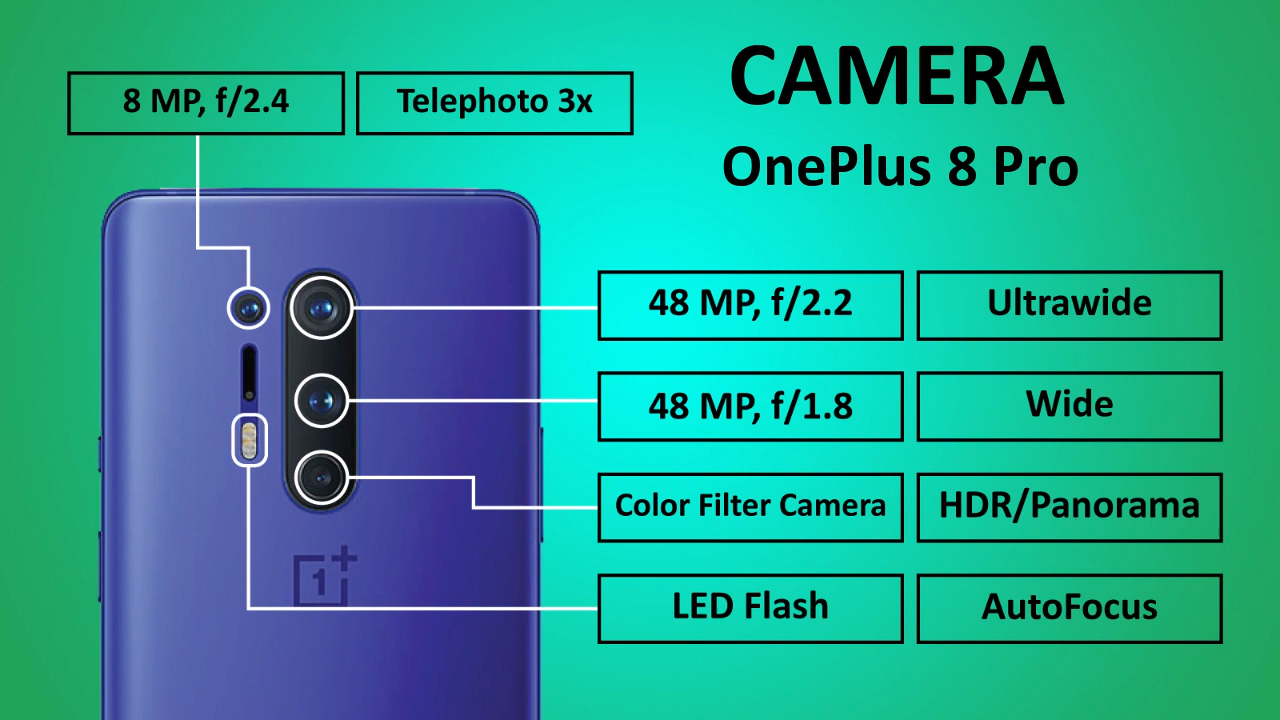 CAMERA
OnePlus 8 Pro
8 MP, f/2.4
Telephoto 3x
48 MP, f/2.2
Ultrawide
48 MP, f/1.8
Wide
Color Filter Camera
HDR/Panorama
LED Flash
AutoFocus
1+